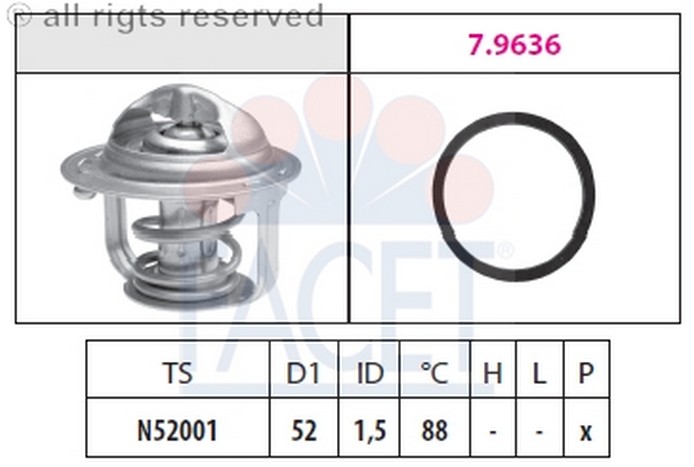 ® all rigts reserved
7.9636
FACET®
TS D1 ID °C H L P
N52001 52 1,5 88 - - x